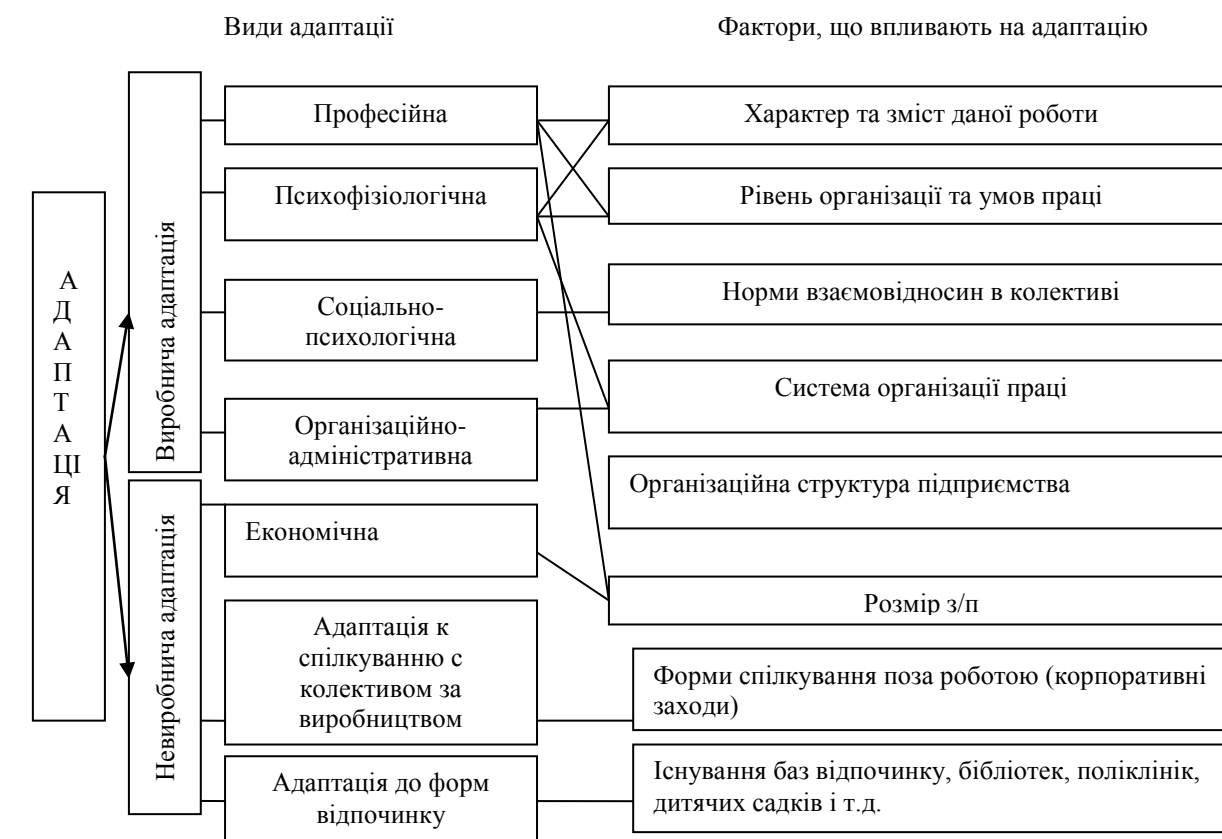 Види адаптації
Фактори, що впливають на адаптацію
А
Д
А
П
Т
А
ЦІ
Я
Виробнича адаптація
Невиробнича адаптація
Професійна
Психофізіологічна
Соціально-
психологічна
Організаційно-
адміністративна
Економічна
Адаптація к
спілкуванню с
колективом за
виробництвом
Адаптація до форм
відпочинку
Характер та зміст даної роботи
Рівень організації та умов праці
Норми взаємовідносин в колективі
Система організації праці
Організаційна структура підприємства
Розмір з/п
Форми спілкування поза роботою (корпоративні
заходи)
Існування баз відпочинку, бібліотек, поліклінік,
дитячих садків і т.д.